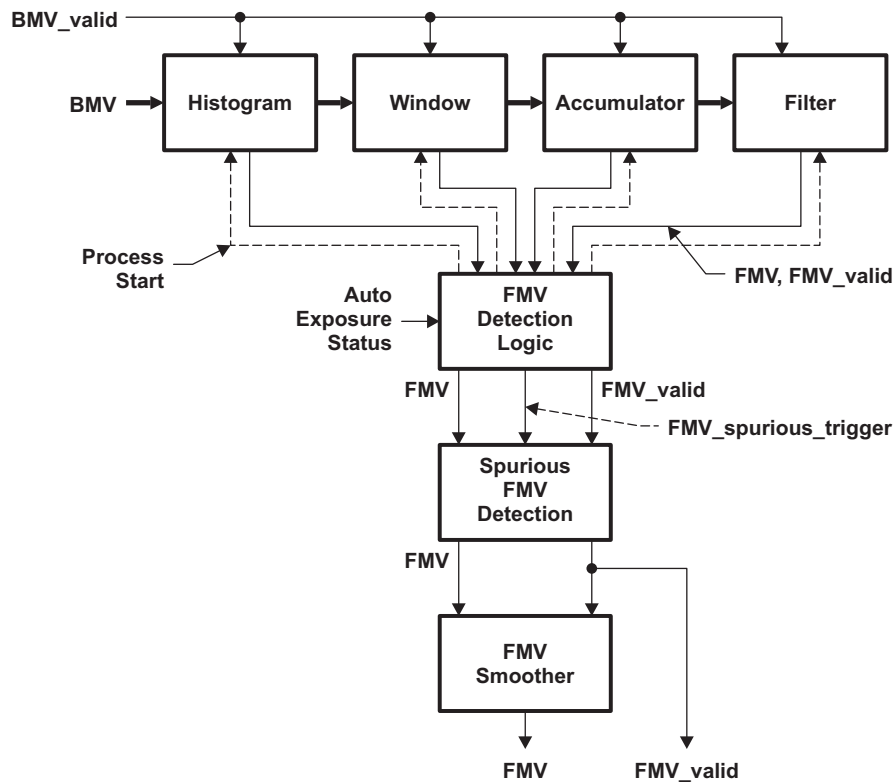 BMV_valid
BMV
Histogram
Window
Accumulator
Filter
Process
Start
Auto
Exposure
Status
FMV
Detection
Logic
FMV, FMV_valid
FMV
FMV_valid
FMV_spurious_trigger
Spurious
FMV
Detection
FMV
FMV
Smoother
FMV
FMV_valid